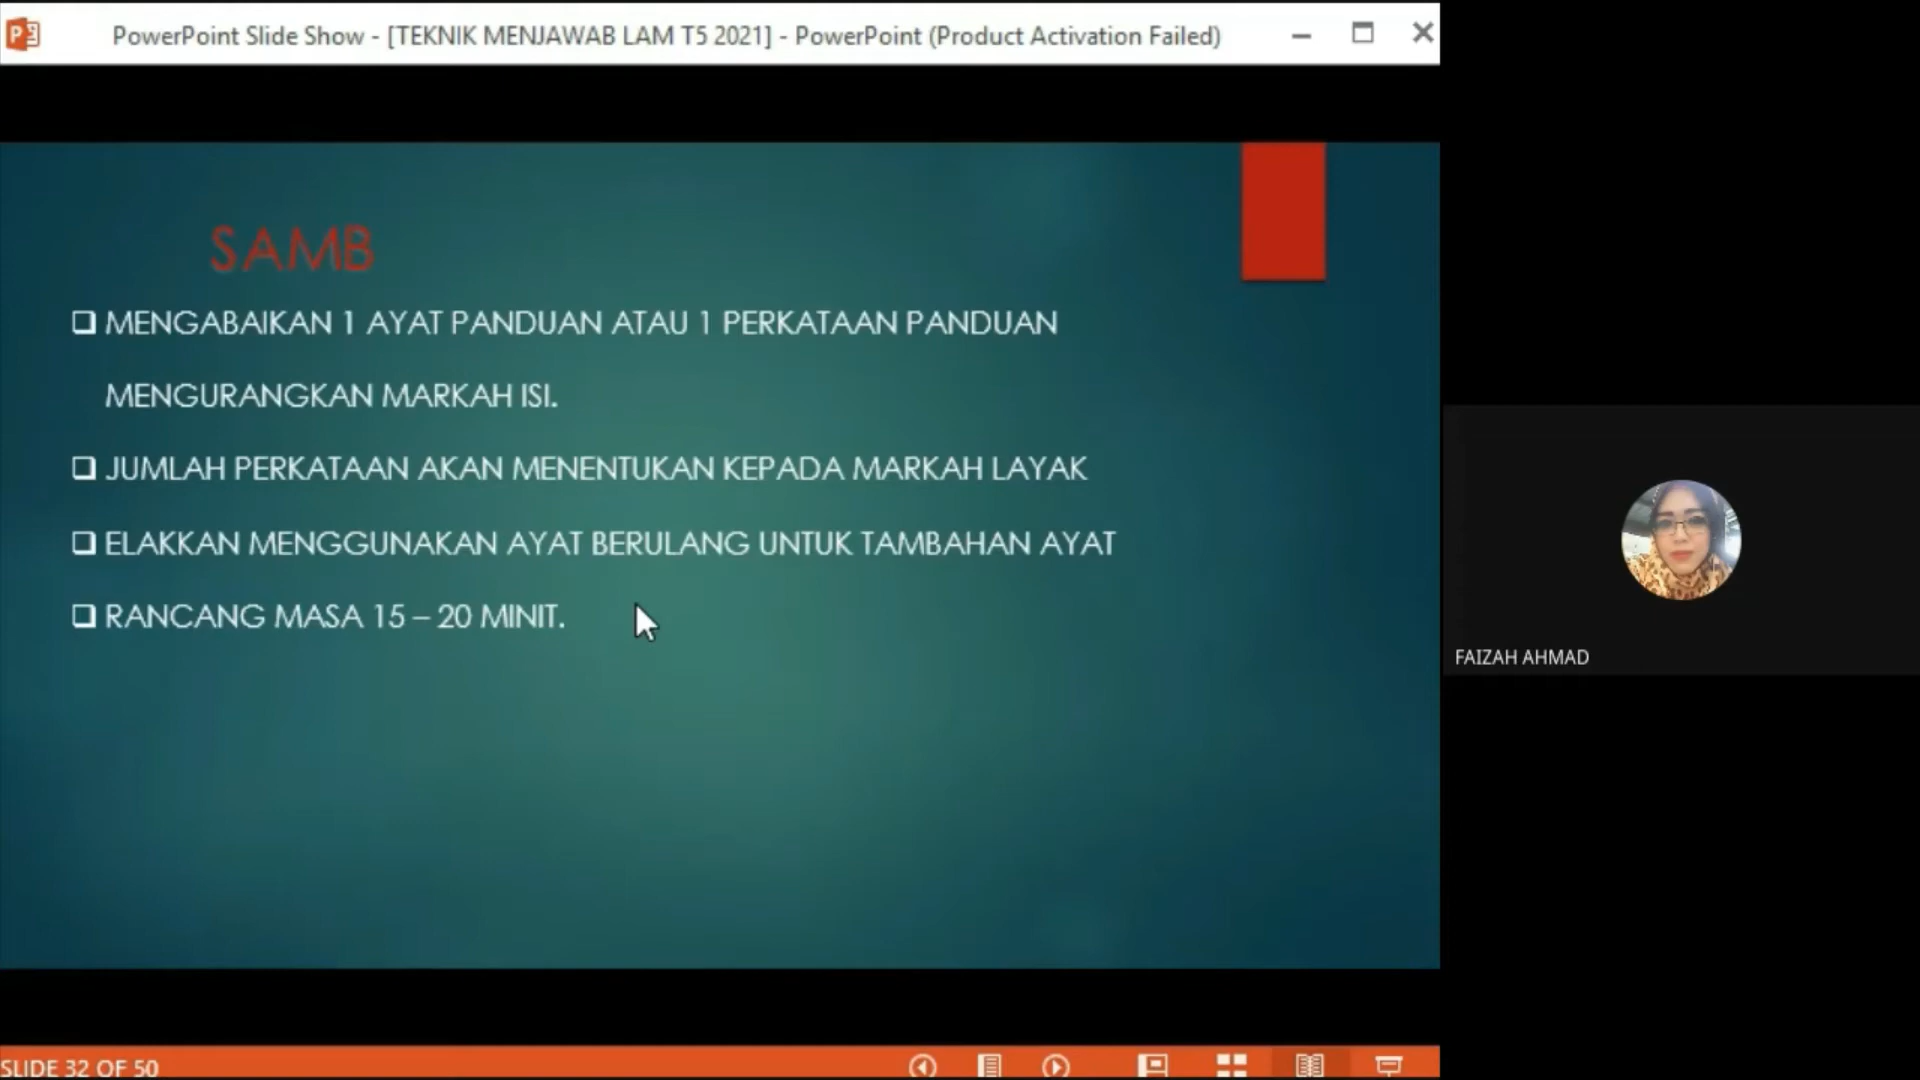 PowerPoint Slide Show - [TEKNIK MENJAWAB LAM T5 2021] - PowerPoint (Product Activation Failed)
SAMB
MENGABAIKAN 1 AYAT PANDUAN ATAU 1 PERKATAAN PANDUAN
MENGURANGKAN MARKAH ISI.
JUMLAH PERKATAAN AKAN MENENTUKAN KEPADA MARKAH LAYAK
ELAKKAN MENGGUNAKAN AYAT BERULANG UNTUK TAMBAHAN AYAT
RANCANG MASA 15 – 20 MINIT.
FAIZAH AHMAD
SLIDE 32 OF 50